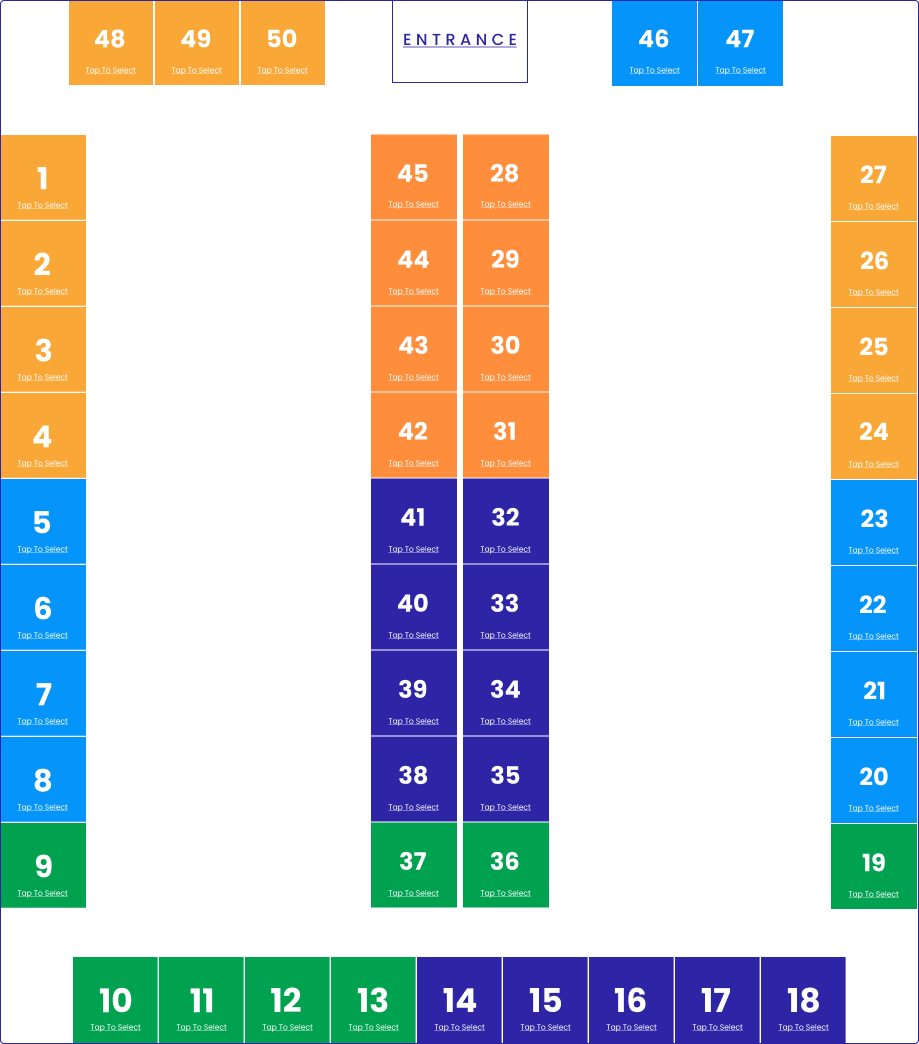 48
Tap To Select
49
Tap To Select
50
Tap To Select
ENTRANCE
46
Tap To Select
47
Tap To Select
1
Tap To Select
2
Tap To Select
3
Tap To Select
4
Tap To Select
5
Tap To Select
6
Tap To Select
7
Tap To Select
8
Tap To Select
9
Tap To Select
45
Tap To Select
44
Tap To Select
43
Tap To Select
42
Tap To Select
41
Tap To Select
40
Tap To Select
39
Tap To Select
38
Tap To Select
37
Tap To Select
28
Tap To Select
29
Tap To Select
30
Tap To Select
31
Tap To Select
32
Tap To Select
33
Tap To Select
34
Tap To Select
35
Tap To Select
36
Tap To Select
27
Tap To Select
26
Tap To Select
25
Tap To Select
24
Tap To Select
23
Tap To Select
22
Tap To Select
21
Tap To Select
20
Tap To Select
19
Tap To Select
10
Tap To Select
11
Tap To Select
12
Tap To Select
13
Tap To Select
14
Tap To Select
15
Tap To Select
16
Tap To Select
17
Tap To Select
18
Tap To Select